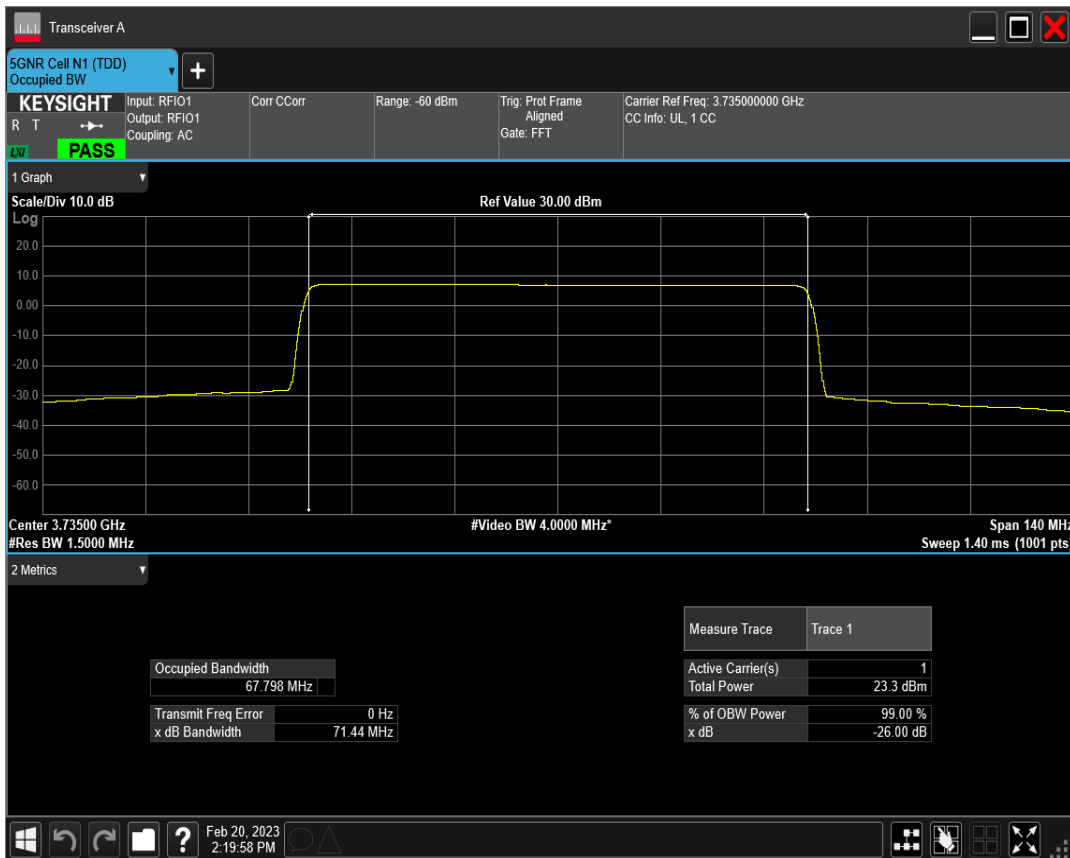 Transceiver A
5GNR Cell N1 (TDD)
Occupied BW
+
KEYSIGHT
R T
LXI
PASS
Input: RFIO1
Output: RFIO1
Coupling: AC
Corr CCorr
Range: -60 dBm
Trig: Prot Frame
Aligned
Gate: FFT
Carrier Ref Freq: 3.735000000 GHz
CC Info: UL, 1 CC
1 Graph
Scale/Div 10.0 dB
Ref Value 30.00 dBm
Log
20.0
10.0
0.00
-10.0
-20.0
-30.0
-40.0
-50.0
-60.0
Center 3.73500 GHz
#Video BW 4.0000 MHz*
Span 140 MHz
#Res BW 1.5000 MHz
Sweep 1.40 ms (1001 pts)
2 Metrics
Measure Trace Trace 1
Occupied Bandwidth
67.798 MHz
Active Carrier(s) 1
Total Power 23.3 dBm
Transmit Freq Error 0 Hz
x dB Bandwidth 71.44 MHz
% of OBW Power 99.00 %
x dB -26.00 dB
?
Feb 20, 2023
2:19:58 PM